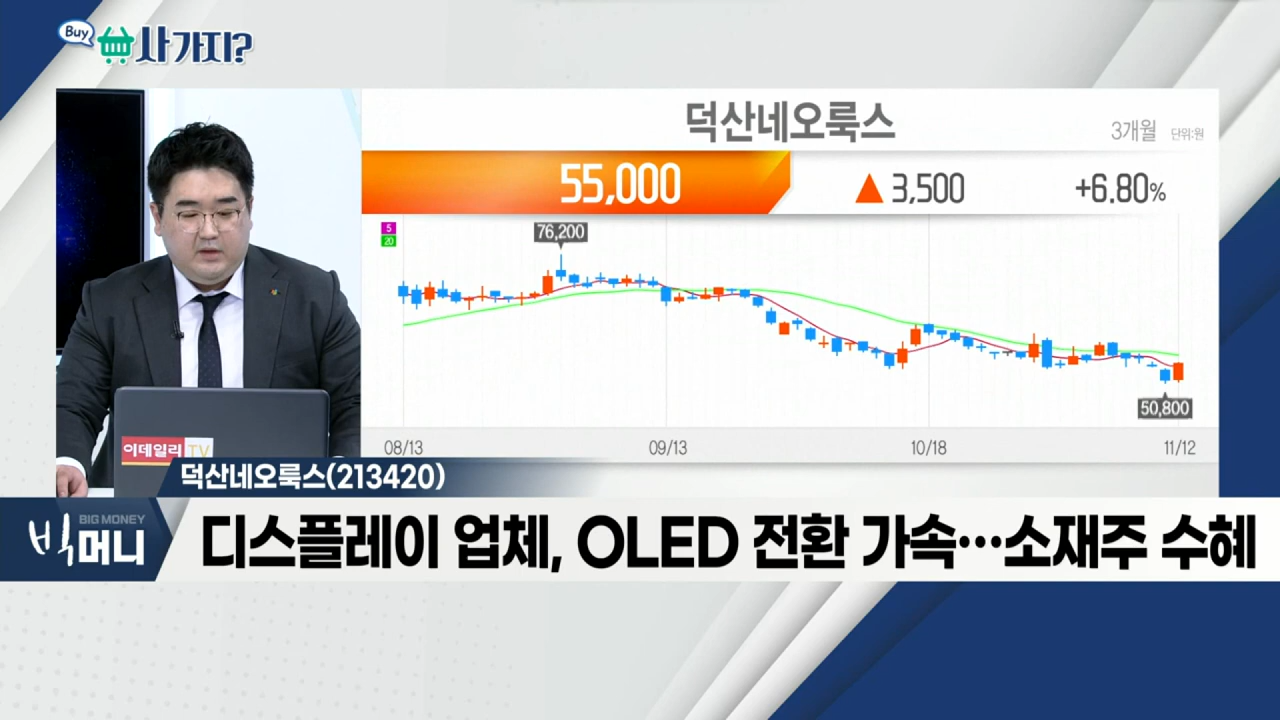 Buy
사가지?
덕산네오룩스
3개월 단위:원
55,000 ▲3,500 +6.80%
5
20
76,200
50,800
08/13 09/13 10/18 11/12
이데일리 TV
덕산네오룩스(213420)
BIG MONEY
빅머니
디스플레이 업체, OLED 전환 가속…소재주 수혜